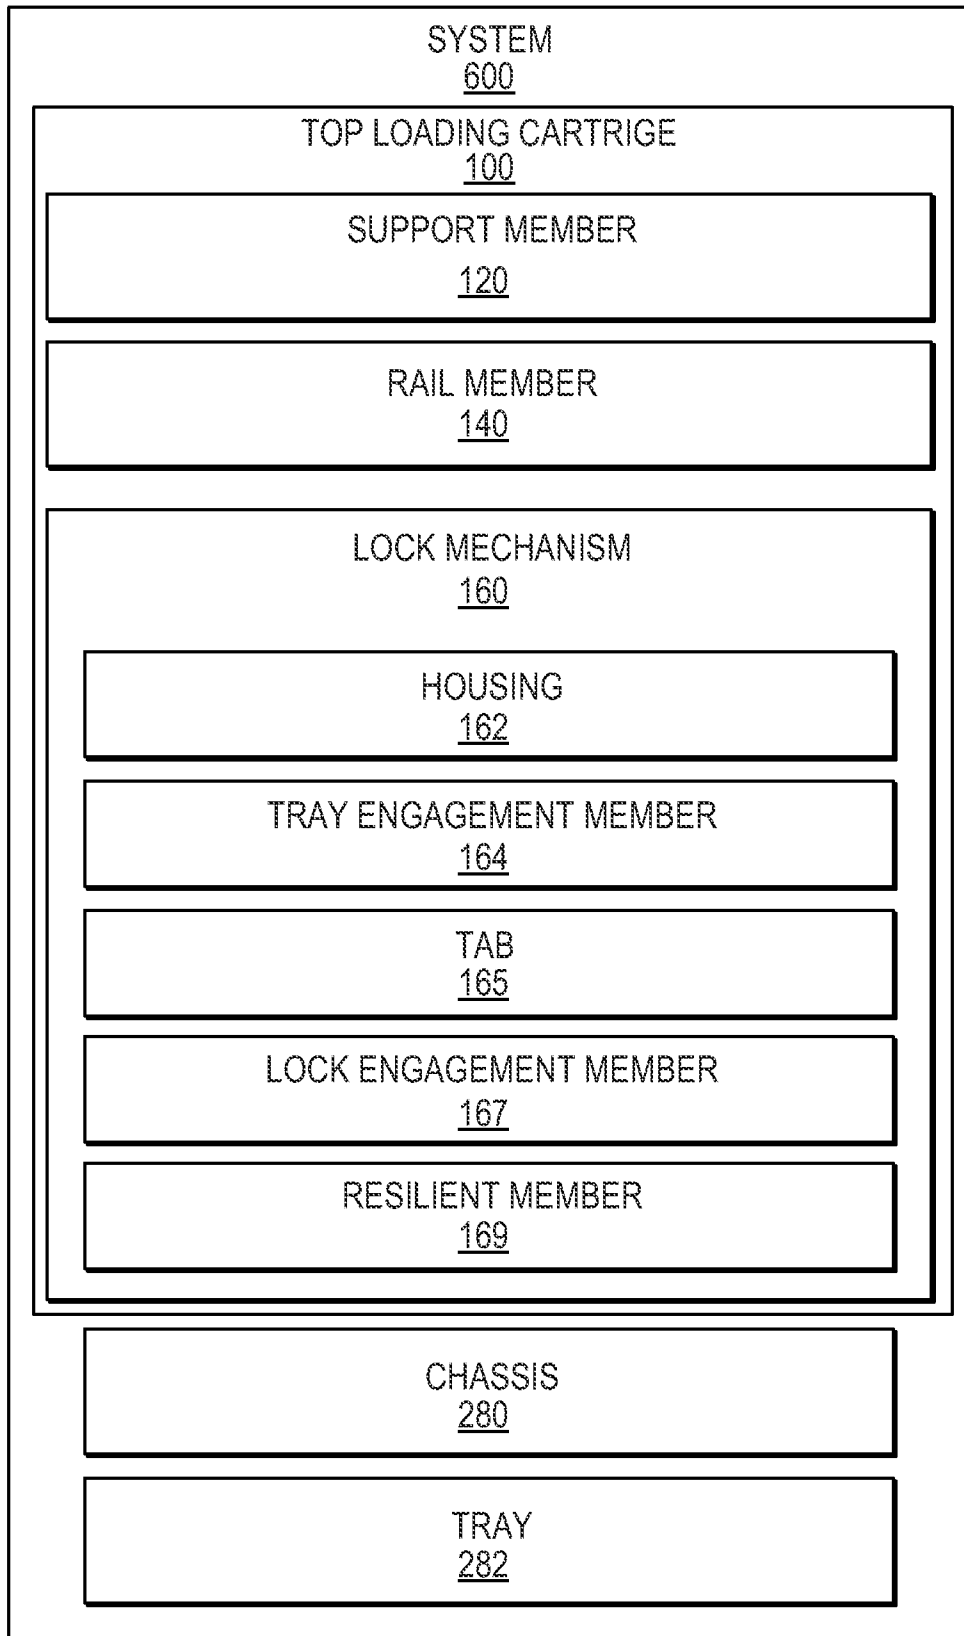 SYSTEM
600
TOP LOADING CARTRIGE
100
SUPPORT MEMBER
120
RAIL MEMBER
140
LOCK MECHANISM
160
HOUSING
162
TRAY ENGAGEMENT MEMBER
164
TAB
165
LOCK ENGAGEMENT MEMBER
167
RESILIENT MEMBER
169
CHASSIS
280
TRAY
282